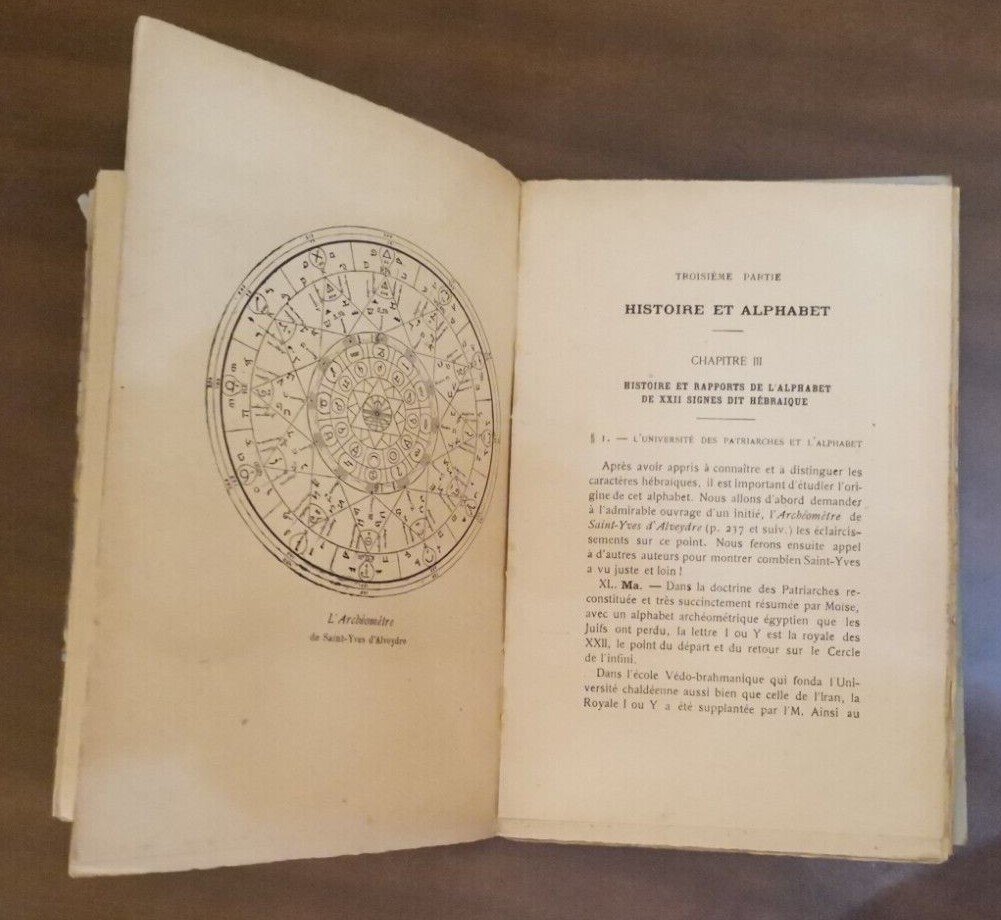 L'Archéomètre
de Saint-Yves d'Alveydre
TROISIÈME PARTIE
HISTOIRE ET ALPHABET
CHAPITRE III
HISTOIRE ET RAPPORTS DE L'ALPHABET
DE XXII SIGNES DIT HÉBRAIQUE
§ I. — L'UNIVERSITÉ DES PATRIARCHES ET L'ALPHABET
Après avoir appris à connaître et a distinguer les
caractères hébraïques, il est important d'étudier l'ori-
gine de cet alphabet. Nous allons d'abord demander
à l'admirable ouvrage d'un initié, l'Archéomètre de
Saint-Yves d'Alveydre (p. 237 et suiv.) les éclaircis-
sements sur ce point. Nous ferons ensuite appel
à d'autres auteurs pour montrer combien Saint-Yves
a vu juste et loin !
XL. Ma. — Dans la doctrine des Patriarches re-
constituée et très succinctement résumée par Moise,
avec un alphabet archéométrique égyptien que les
Juifs ont perdu, la lettre I ou Y est la royale des
XXII, le point du départ et du retour sur le Cercle
de l'infini.
Dans l'école Védo-brahmanique qui fonda l'Uni-
versité chaldéenne aussi bien que celle de l'Iran, la
Royale I ou Y a été supplantée par l'M. Ainsi au